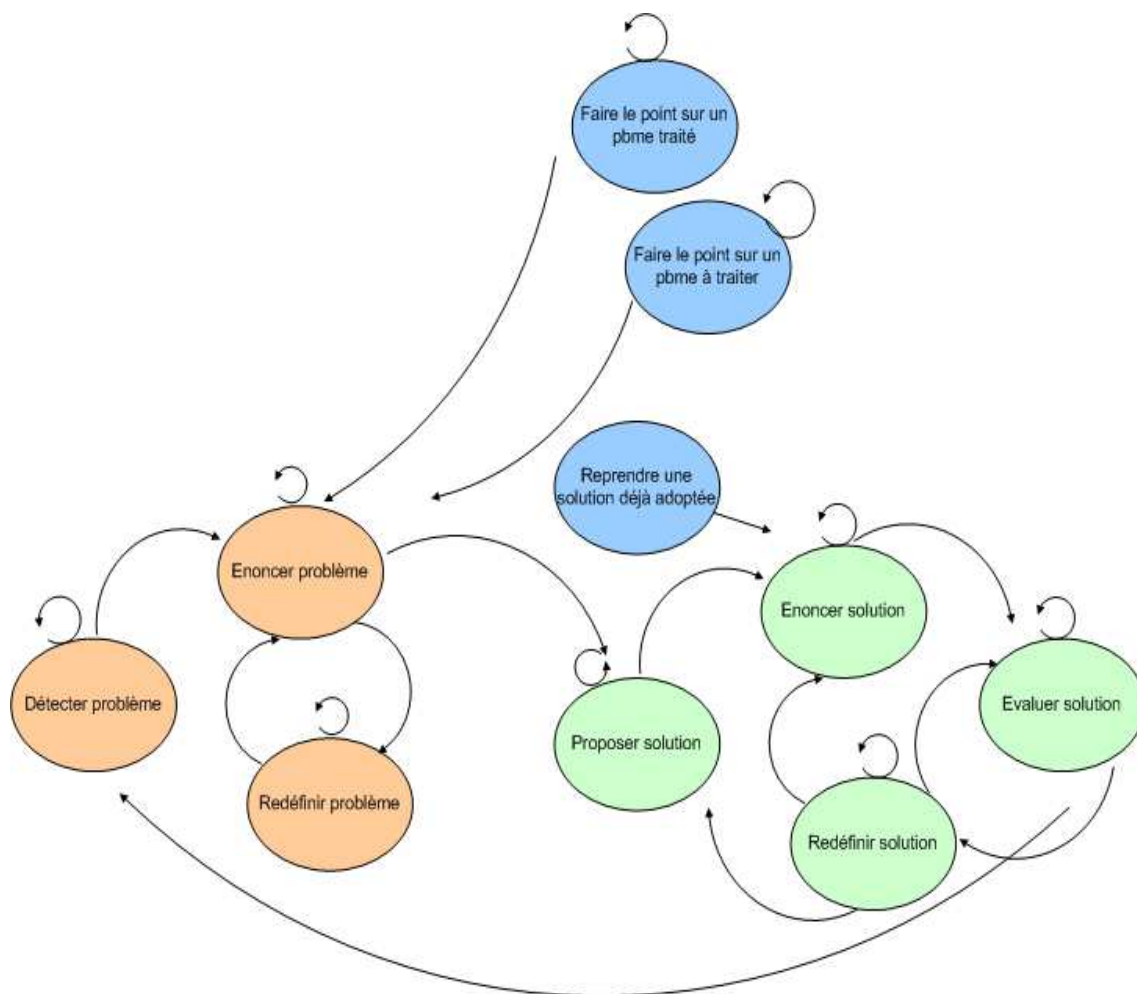 Faire le point sur un
pbme traité
Faire le point sur un
pbme à traiter
Reprendre une
solution déjà adoptée
Enoncer problème
Enoncer solution
Détecter problème
Evaluer solution
Proposer solution
Redéfinir problème
Redéfinir solution